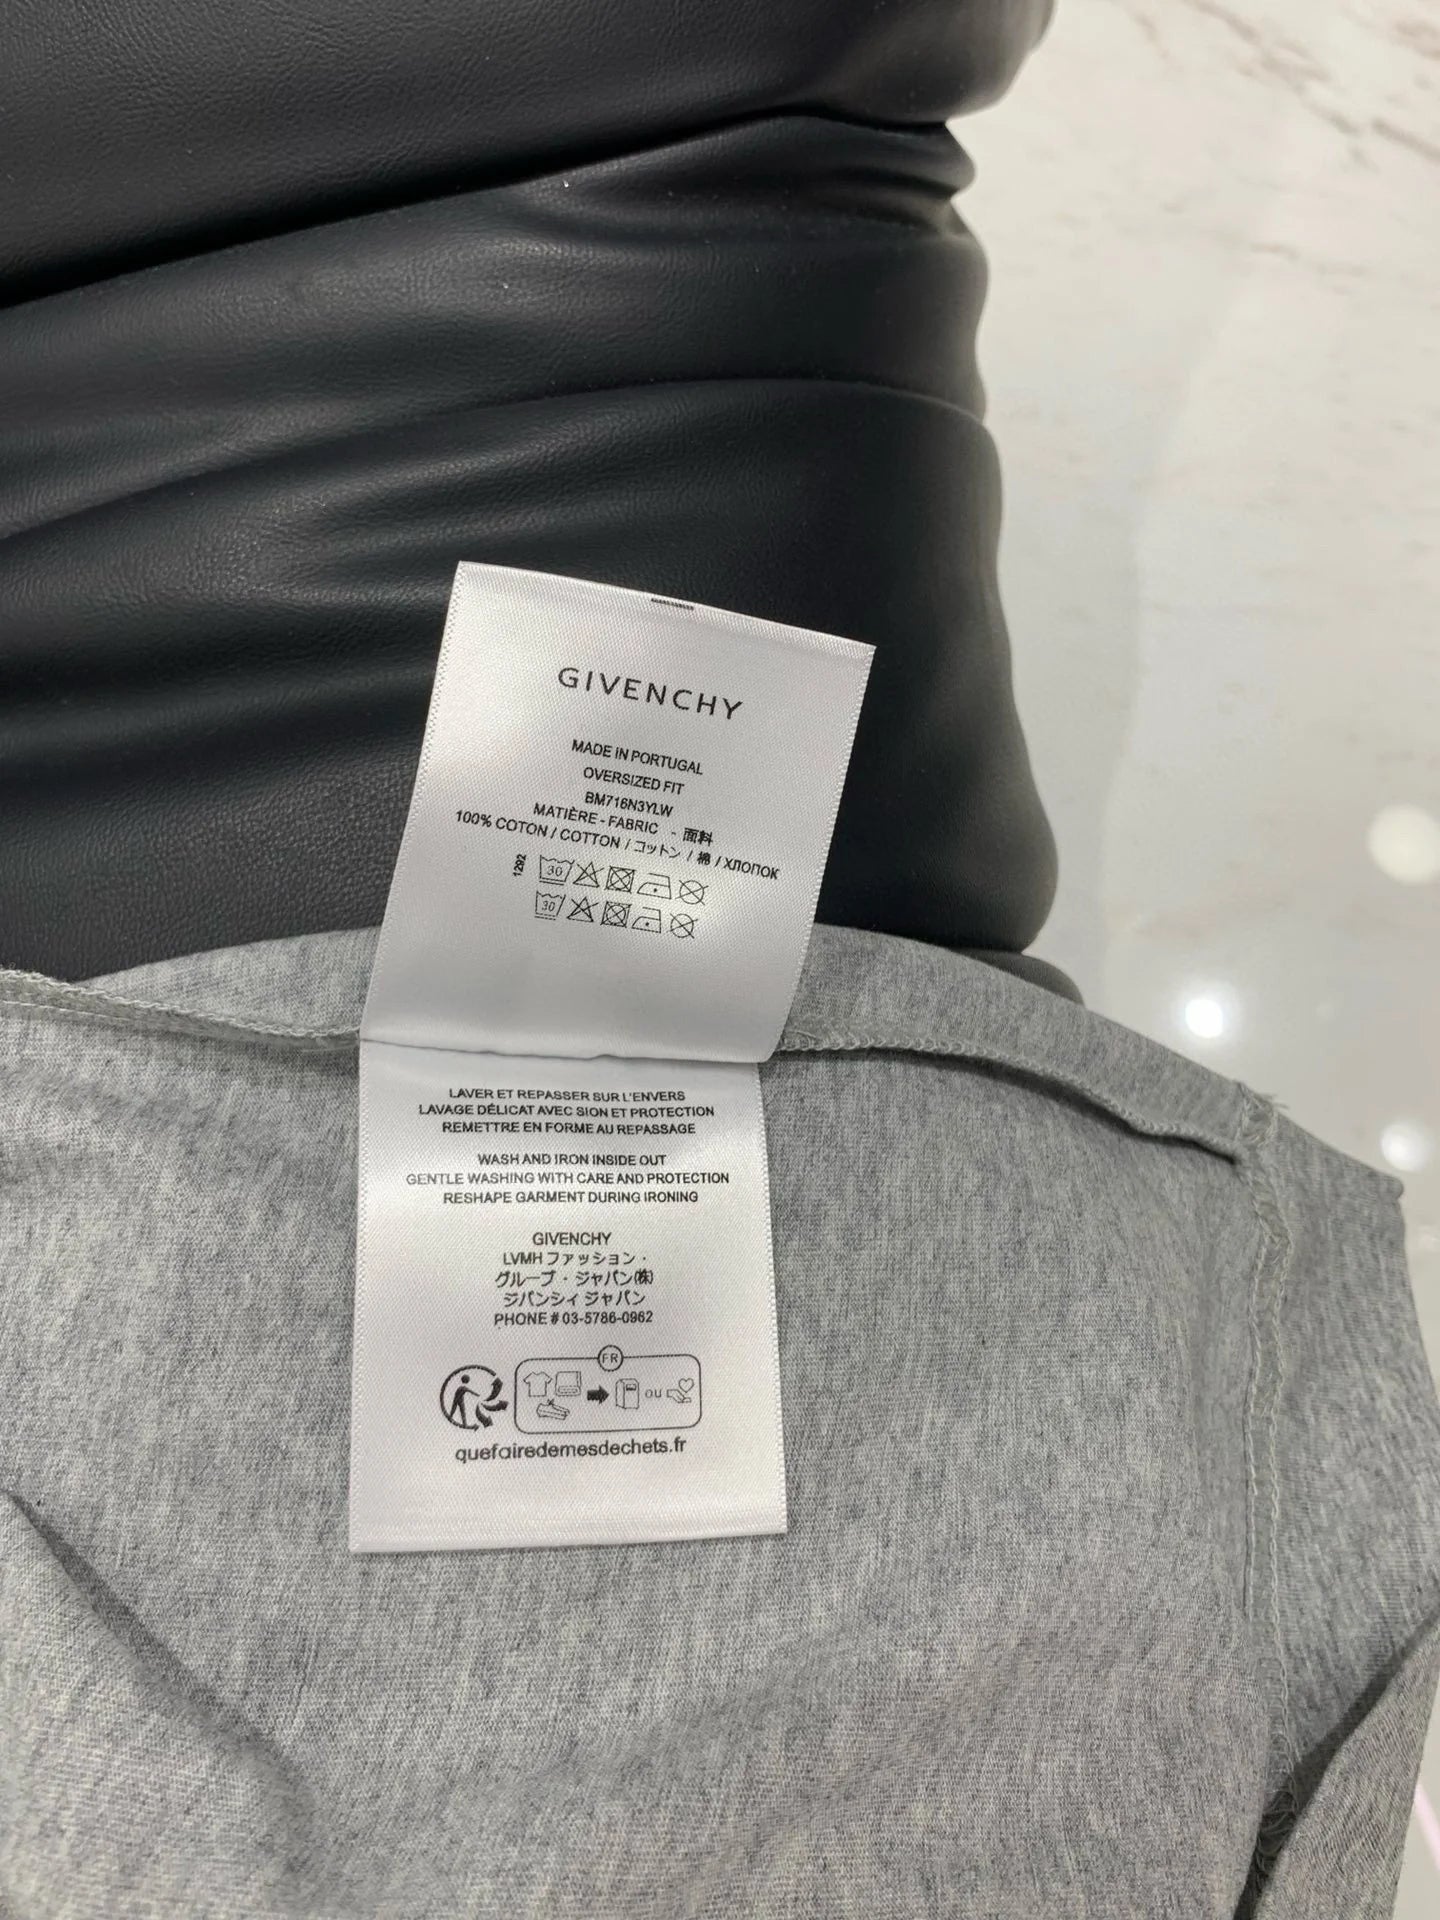 GIVENCHY
MADE IN PORTUGAL
OVERSIZED FIT
BM716N3YLW
MATIÈRE - FABRIC - 面料
100% COTON / COTTON / コットン / 棉 / ХЛОПОК
1292
30
30
LAVER ET REPASSER SUR L'ENVERS
LAVAGE DÉLICAT AVEC SION ET PROTECTION
REMETTRE EN FORME AU REPASSAGE
WASH AND IRON INSIDE OUT
GENTLE WASHING WITH CARE AND PROTECTION
RESHAPE GARMENT DURING IRONING
GIVENCHY
LVMH ファッション・
グループ・ジャパン(株)
ジバンシィ ジャパン
PHONE # 03-5786-0962
FR
ou
quefairedemesdechets.fr